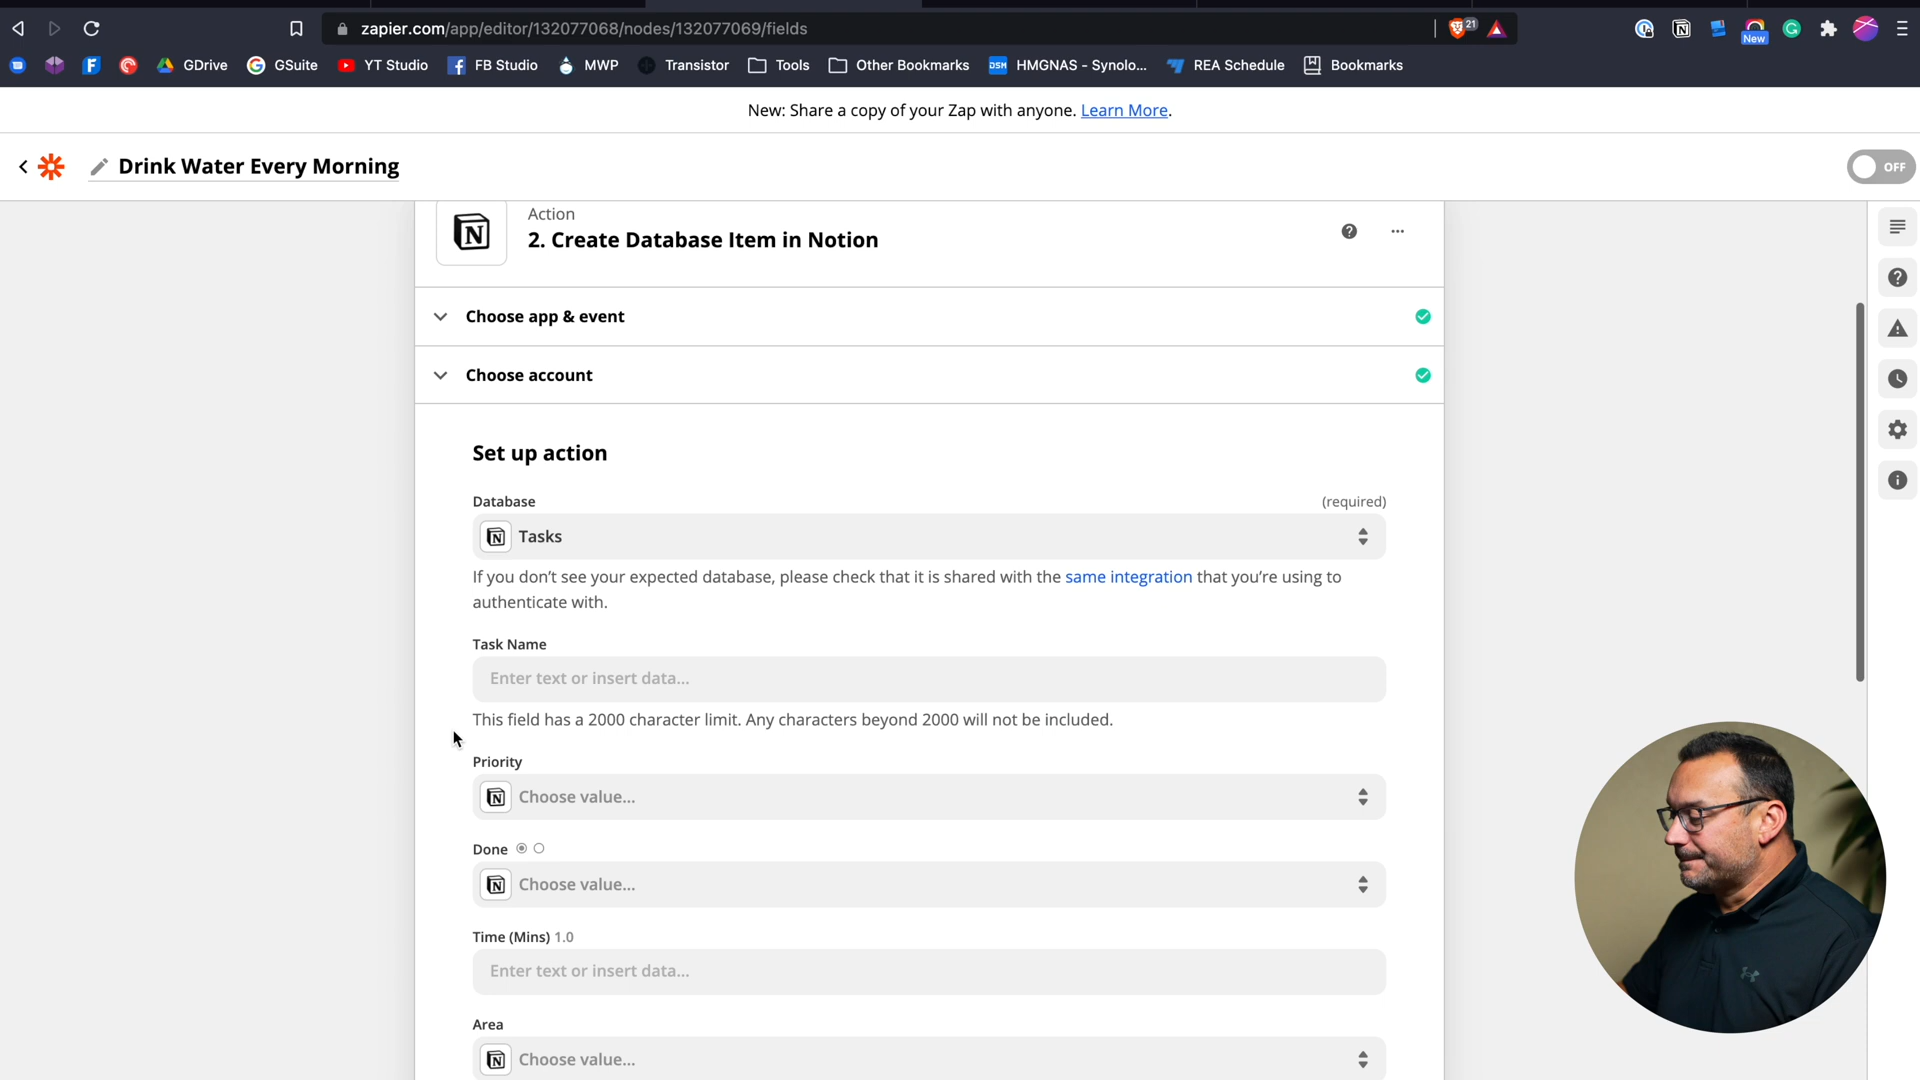 zapier.com/app/editor/132077068/nodes/132077069/fields
21
New
GDrive
GSuite
YT Studio
FB Studio
MWP
Transistor
Tools
Other Bookmarks
DSM
HMGNAS - Synolo...
REA Schedule
Bookmarks
New: Share a copy of your Zap with anyone. Learn More.
Drink Water Every Morning
OFF
Action
2. Create Database Item in Notion
Choose app & event
Choose account
Set up action
Database
(required)
Tasks
If you don't see your expected database, please check that it is shared with the same integration that you're using to
authenticate with.
Task Name
Enter text or insert data...
This field has a 2000 character limit. Any characters beyond 2000 will not be included.
Priority
Choose value...
Done
Choose value...
Time (Mins) 1.0
Enter text or insert data...
Area
Choose value...